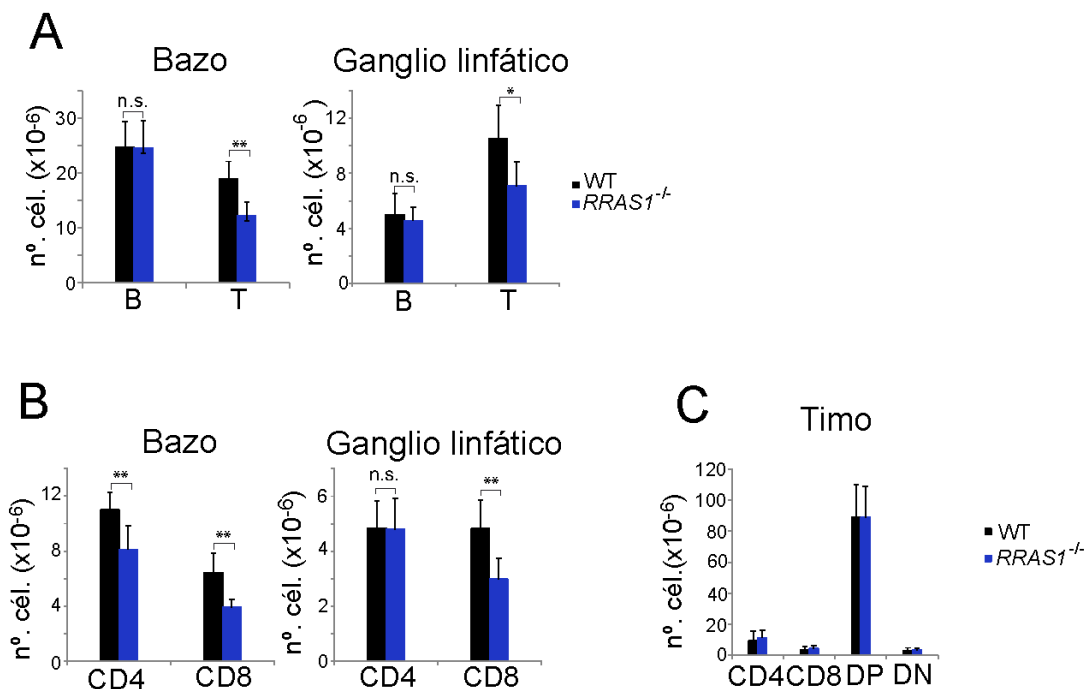 A
Bazo
Ganglio linfático
nº. cél. (x10⁻⁶)
30
20
10
0
n.s.
**
B
T
nº. cél. (x10⁻⁶)
12
8
4
0
n.s.
*
B
T
WT
RRAS1⁻/⁻
B
Bazo
Ganglio linfático
nº. cél. (x10⁻⁶)
12
8
4
0
**
**
CD4
CD8
nº. cél. (x10⁻⁶)
6
4
2
0
n.s.
**
CD4
CD8
C
Timo
nº. cél.(x10⁻⁶)
120
100
80
60
40
20
0
CD4
CD8
DP
DN
WT
RRAS1⁻/⁻